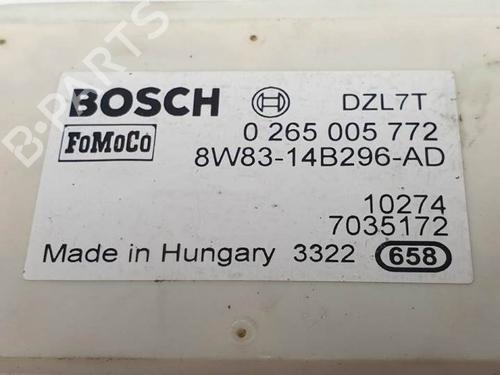 B-PARTS
BOSCH DZL7T
FoMoCo 0 265 005 772
8W83-14B296-AD
10274
7035172
Made in Hungary 3322 658